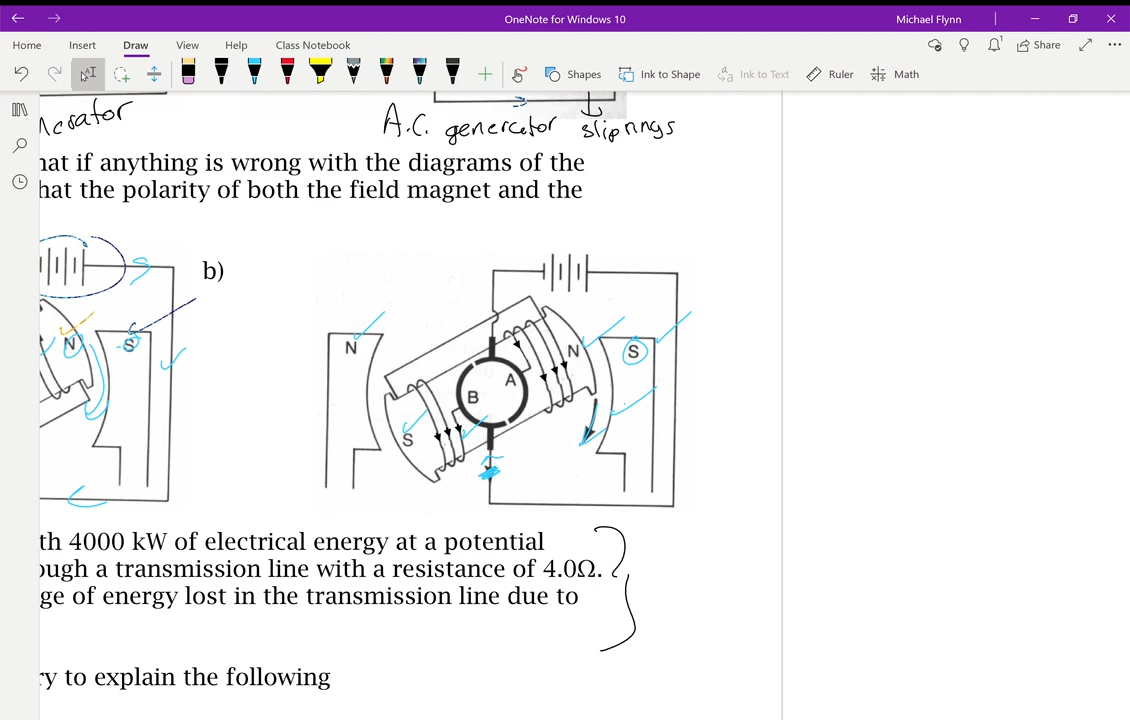 OneNote for Windows 10
Michael Flynn
Home Insert Draw View Help Class Notebook
1 Share
Shapes Ink to Shape Ink to Text Ruler Math
A.C. generator sliprings
hat if anything is wrong with the diagrams of the
hat the polarity of both the field magnet and the
S
b)
N S
N S
N
A
B
S
th 4000 kW of electrical energy at a potential
ough a transmission line with a resistance of 4.0Ω.
ge of energy lost in the transmission line due to
ry to explain the following